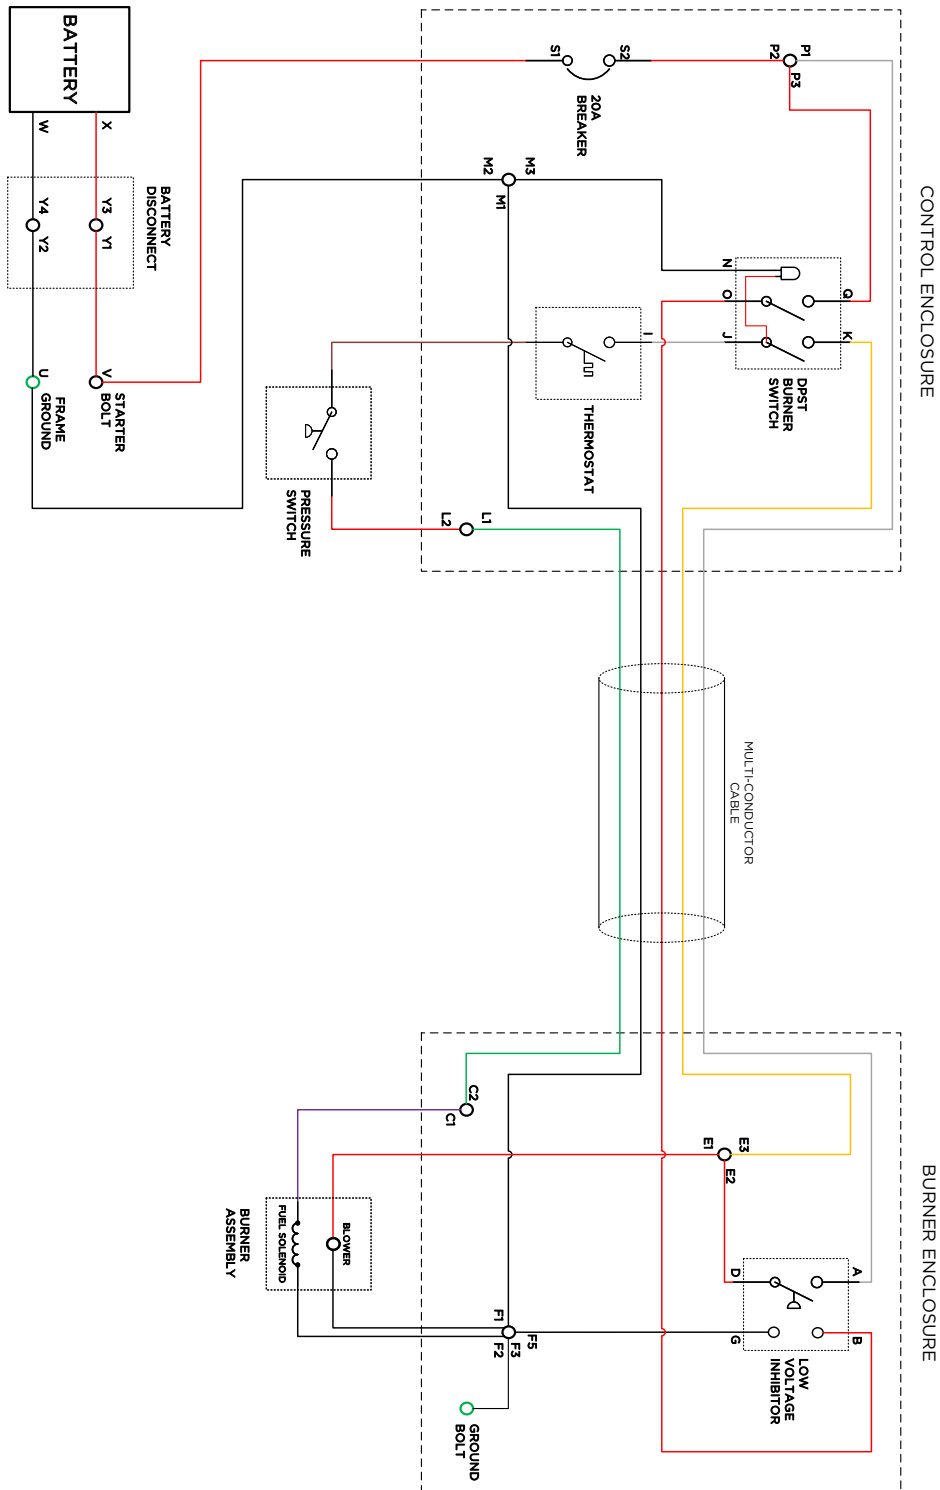 CONTROL ENCLOSURE
BATTERY
S1
S2
P2
P1
P3
20A
BREAKER
X
W
Y3
Y4
Y1
Y2
BATTERY
DISCONNECT
M2
M3
M1
N
O
J
Q
K
I
DPST
BURNER
SWITCH
THERMOSTAT
V
U
STARTER
BOLT
FRAME
GROUND
PRESSURE
SWITCH
L2
L1
MULTI-CONDUCTOR
CABLE
BURNER ENCLOSURE
C2
C1
E1
E3
E2
D
A
G
B
LOW
VOLTAGE
INHIBITOR
BLOWER
FUEL SOLENOID
BURNER
ASSEMBLY
F1
F2
F3
F5
GROUND
BOLT